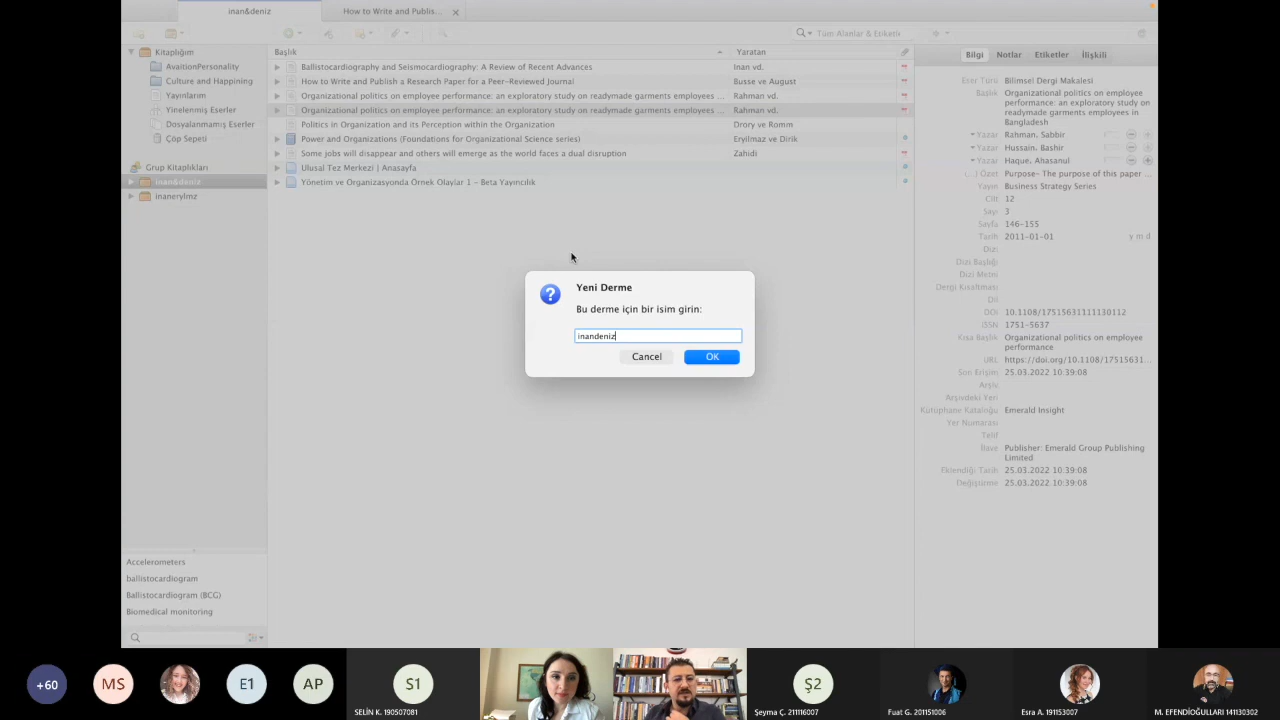 inan&deniz
How to Write and Publis...
Tüm Alanlar & Etiketle
Kitaplığım
AvaitionPersonality
Culture and Happining
Yayınlarım
Yinelenmiş Eserler
Dosyalanmamış Eserler
Çöp Sepeti
Grup Kitaplıkları
inan&deniz
inanerylmz
Başlık
Yaratan
Ballistocardiography and Seismocardiography: A Review of Recent Advances
Inan vd.
How to Write and Publish a Research Paper for a Peer-Reviewed Journal
Busse ve August
Organizational politics on employee performance: an exploratory study on readymade garments employees ...
Rahman vd.
Organizational politics on employee performance: an exploratory study on readymade garments employees ...
Rahman vd.
Politics in Organization and its Perception within the Organization
Drory ve Romm
Power and Organizations (Foundations for Organizational Science series)
Eryilmaz ve Dirik
Some jobs will disappear and others will emerge as the world faces a dual disruption
Zahidi
Ulusal Tez Merkezi | Anasayfa
Yönetim ve Organizasyonda Örnek Olaylar 1 – Beta Yayıncılık
Yeni Derme
Bu derme için bir isim girin:
inandeniz
Cancel
OK
Bilgi
Notlar
Etiketler
İlişkili
Eser Türü Bilimsel Dergi Makalesi
Başlık Organizational politics on employee
performance: an exploratory study on
readymade garments employees in
Bangladesh
Yazar Rahman, Sabbir
Yazar Hussain, Bashir
Yazar Haque, Ahasanul
(...) Özet Purpose– The purpose of this paper ...
Yayın Business Strategy Series
Cilt 12
Sayı 3
Sayfa 146–155
Tarih 2011-01-01 y m d
Dizi
Dizi Başlığı
Dizi Metni
Dergi Kısaltması
Dil
DOI 10.1108/17515631111130112
ISSN 1751-5637
Kısa Başlık Organizational politics on employee
performance
URL https://doi.org/10.1108/17515631...
Son Erişim 25.03.2022 10:39:08
Arşiv
Arşivdeki Yeri
Kütüphane Kataloğu Emerald Insight
Yer Numarası
Telif
İlave Publisher: Emerald Group Publishing
Limited
Eklendiği Tarih 25.03.2022 10:39:08
Değiştirme 25.03.2022 10:39:08
Accelerometers
ballistocardiogram
Ballistocardiogram (BCG)
Biomedical monitoring
+60
MS
E1
AP
S1
SELİN K. 190507081
Ş2
Şeyma Ç. 211116007
Fuat G. 201151006
Esra A. 191153007
M. EFENDİOĞULLARI 141130302